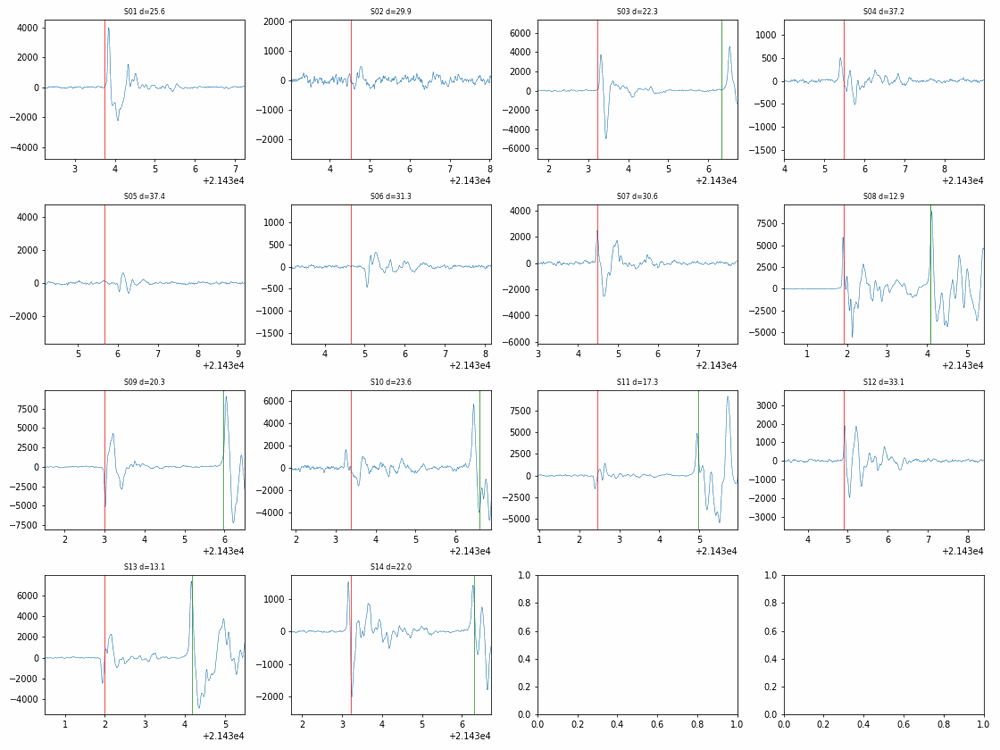 S01 d=25.6
4000
2000
0
−2000
−4000
3 4 5 6 7
+2.143e4
S02 d=29.9
2000
1000
0
−1000
−2000
4 5 6 7 8
+2.143e4
S03 d=22.3
6000
4000
2000
0
−2000
−4000
−6000
2 3 4 5 6
+2.143e4
S04 d=37.2
1000
500
0
−500
−1000
−1500
4 5 6 7 8
+2.143e4
S05 d=37.4
4000
2000
0
−2000
5 6 7 8 9
+2.143e4
S06 d=31.3
1000
500
0
−500
−1000
−1500
4 5 6 7 8
+2.143e4
S07 d=30.6
4000
2000
0
−2000
−4000
−6000
3 4 5 6 7
+2.143e4
S08 d=12.9
7500
5000
2500
0
−2500
−5000
1 2 3 4 5
+2.143e4
S09 d=20.3
7500
5000
2500
0
−2500
−5000
−7500
2 3 4 5 6
+2.143e4
S10 d=23.6
6000
4000
2000
0
−2000
−4000
2 3 4 5 6
+2.143e4
S11 d=17.3
7500
5000
2500
0
−2500
−5000
1 2 3 4 5
+2.143e4
S12 d=33.1
3000
2000
1000
0
−1000
−2000
−3000
4 5 6 7 8
+2.143e4
S13 d=13.1
6000
4000
2000
0
−2000
−4000
1 2 3 4 5
+2.143e4
S14 d=22.0
1000
0
−1000
−2000
2 3 4 5 6
+2.143e4
1.0
0.8
0.6
0.4
0.2
0.0
0.0 0.2 0.4 0.6 0.8 1.0
1.0
0.8
0.6
0.4
0.2
0.0
0.0 0.2 0.4 0.6 0.8 1.0